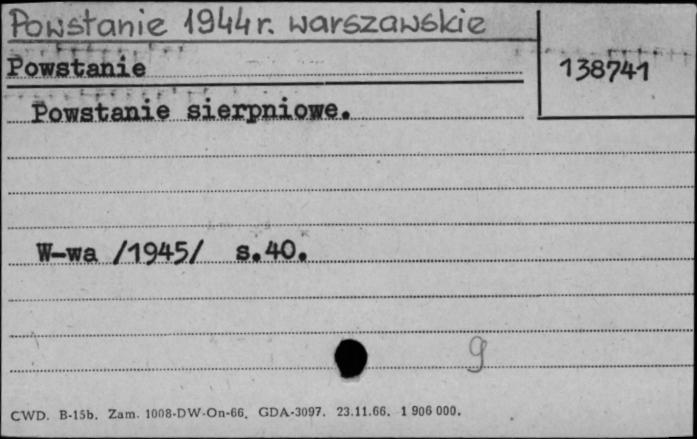 Powstanie 1944 r. warszawskie
Powstanie
138741
Powstanie sierpniowe.
W-wa /1945/ s.40.
g
CWD. B-15b. Zam. 1008-DW-On-66. GDA-3097. 23.11.66. 1 906 000.